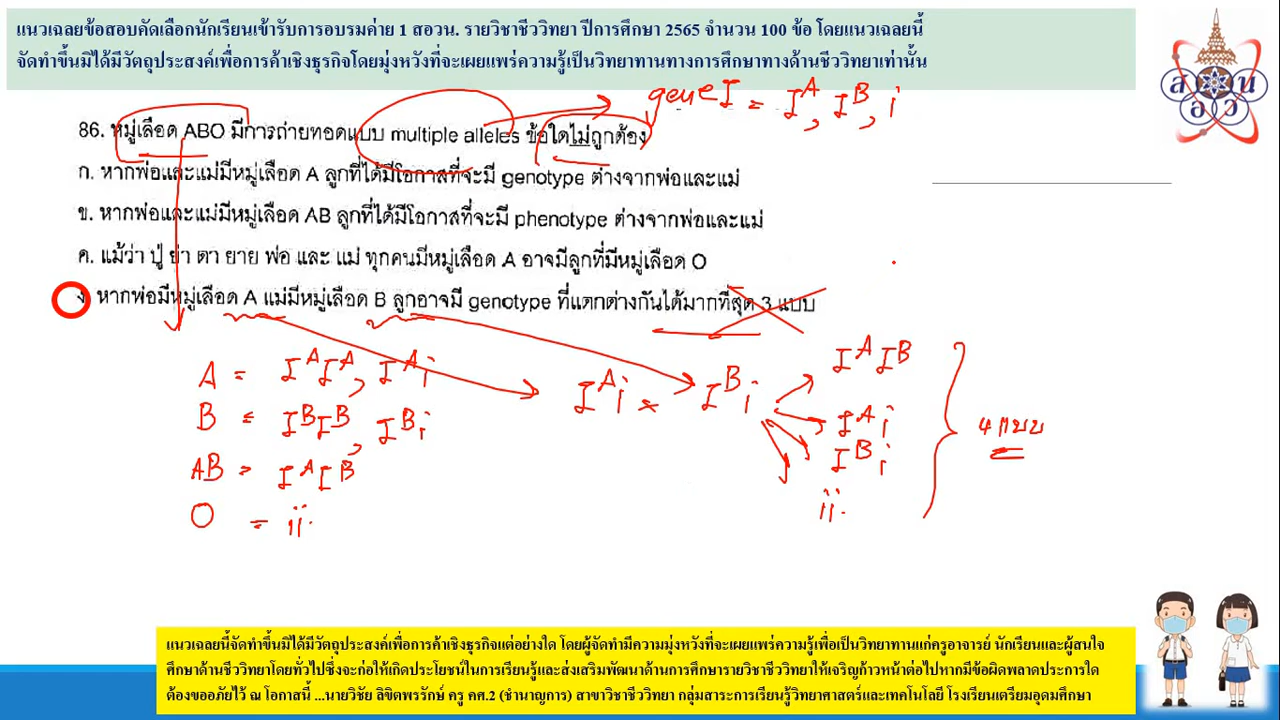 แนวเฉลยข้อสอบคัดเลือกนักเรียนเข้ารับการอบรมค่าย 1 สอวน. รายวิชาชีววิทยา ปีการศึกษา 2565 จำนวน 100 ข้อ โดยแนวเฉลยนี้
จัดทำขึ้นมิได้มีวัตถุประสงค์เพื่อการค้าเชิงธุรกิจโดยมุ่งหวังที่จะเผยแพร่ความรู้เป็นวิทยาทานทางการศึกษาทางด้านชีววิทยาเท่านั้น
สอวน
gene I = I^A, I^B, i
86. หมู่เลือด ABO มีการถ่ายทอดแบบ multiple alleles ข้อใดไม่ถูกต้อง
ก. หากพ่อและแม่มีหมู่เลือด A ลูกที่ได้มีโอกาสที่จะมี genotype ต่างจากพ่อและแม่
ข. หากพ่อและแม่มีหมู่เลือด AB ลูกที่ได้มีโอกาสที่จะมี phenotype ต่างจากพ่อและแม่
ค. แม้ว่า ปู่ ย่า ตา ยาย พ่อ และ แม่ ทุกคนมีหมู่เลือด A อาจมีลูกที่มีหมู่เลือด O
ง. หากพ่อมีหมู่เลือด A แม่มีหมู่เลือด B ลูกอาจมี genotype ที่แตกต่างกันได้มากที่สุด 3 แบบ
A = I^A I^A, I^A i
B = I^B I^B, I^B i
AB = I^A I^B
O = ii
I^A i × I^B i
I^A I^B
I^A i
I^B i
ii
4 แบบ
แนวเฉลยนี้จัดทำขึ้นมิได้มีวัตถุประสงค์เพื่อการค้าเชิงธุรกิจแต่อย่างใด โดยผู้จัดทำมีความมุ่งหวังที่จะเผยแพร่ความรู้เพื่อเป็นวิทยาทานแก่ครูอาจารย์ นักเรียนและผู้สนใจ
ศึกษาด้านชีววิทยาโดยทั่วไปซึ่งจะก่อให้เกิดประโยชน์ในการเรียนรู้และส่งเสริมพัฒนาด้านการศึกษารายวิชาชีววิทยาให้เจริญก้าวหน้าต่อไปหากมีข้อผิดพลาดประการใด
ต้องขออภัยไว้ ณ โอกาสนี้ ...นายวิชัย ลิขิตพรรักษ์ ครู คศ.2 (ชำนาญการ) สาขาวิชาชีววิทยา กลุ่มสาระการเรียนรู้วิทยาศาสตร์และเทคโนโลยี โรงเรียนเตรียมอุดมศึกษา